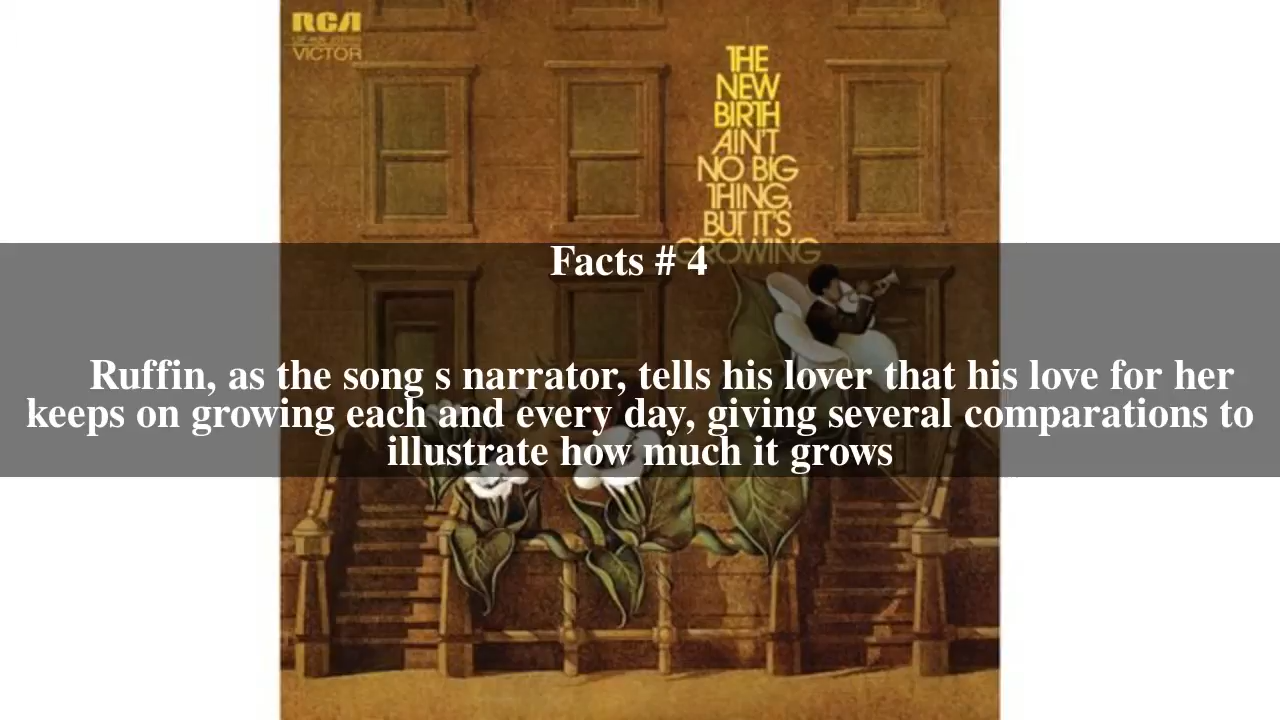 RCA
VICTOR
THE
NEW
BIRTH
AIN'T
NO BIG
THING,
BUT IT'S
GROWING
Facts # 4
Ruffin, as the song s narrator, tells his lover that his love for her
keeps on growing each and every day, giving several comparations to
illustrate how much it grows